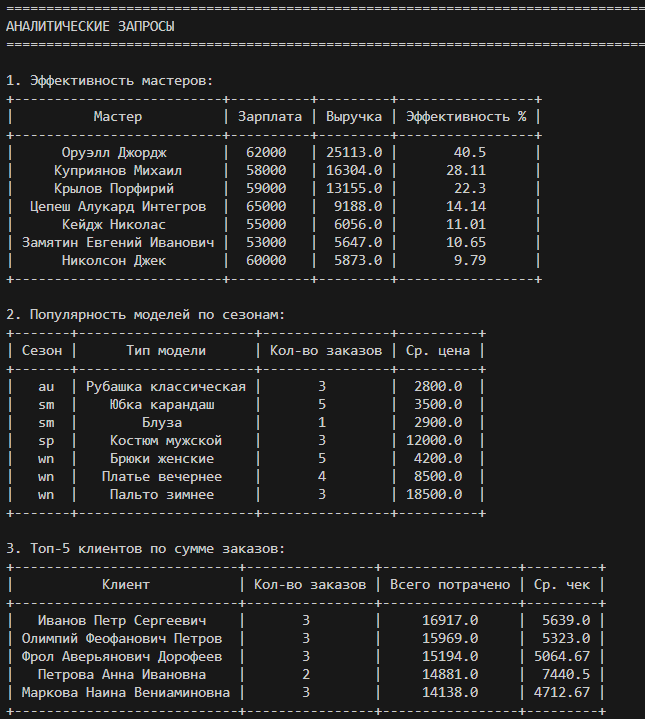 ================================================================================
АНАЛИТИЧЕСКИЕ ЗАПРОСЫ
================================================================================
1. Эффективность мастеров:
+--------------------------+----------+---------+-----------------+
| Мастер | Зарплата | Выручка | Эффективность % |
+--------------------------+----------+---------+-----------------+
| Оруэлл Джордж | 62000 | 25113.0 | 40.5 |
| Куприянов Михаил | 58000 | 16304.0 | 28.11 |
| Крылов Порфирий | 59000 | 13155.0 | 22.3 |
| Цепеш Алукард Интегров | 65000 | 9188.0 | 14.14 |
| Кейдж Николас | 55000 | 6056.0 | 11.01 |
| Замятин Евгений Иванович | 53000 | 5647.0 | 10.65 |
| Николсон Джек | 60000 | 5873.0 | 9.79 |
+--------------------------+----------+---------+-----------------+
2. Популярность моделей по сезонам:
+-------+----------------------+----------------+----------+
| Сезон | Тип модели | Кол-во заказов | Ср. цена |
+-------+----------------------+----------------+----------+
| au | Рубашка классическая | 3 | 2800.0 |
| sm | Юбка карандаш | 5 | 3500.0 |
| sm | Блуза | 1 | 2900.0 |
| sp | Костюм мужской | 3 | 12000.0 |
| wn | Брюки женские | 5 | 4200.0 |
| wn | Платье вечернее | 4 | 8500.0 |
| wn | Пальто зимнее | 3 | 18500.0 |
+-------+----------------------+----------------+----------+
3. Топ-5 клиентов по сумме заказов:
+----------------------------+----------------+-----------------+---------+
| Клиент | Кол-во заказов | Всего потрачено | Ср. чек |
+----------------------------+----------------+-----------------+---------+
| Иванов Петр Сергеевич | 3 | 16917.0 | 5639.0 |
| Олимпий Феофанович Петров | 3 | 15969.0 | 5323.0 |
| Фрол Аверьянович Дорофеев | 3 | 15194.0 | 5064.67 |
| Петрова Анна Ивановна | 2 | 14881.0 | 7440.5 |
| Маркова Наина Вениаминовна | 3 | 14138.0 | 4712.67 |
+----------------------------+----------------+-----------------+---------+